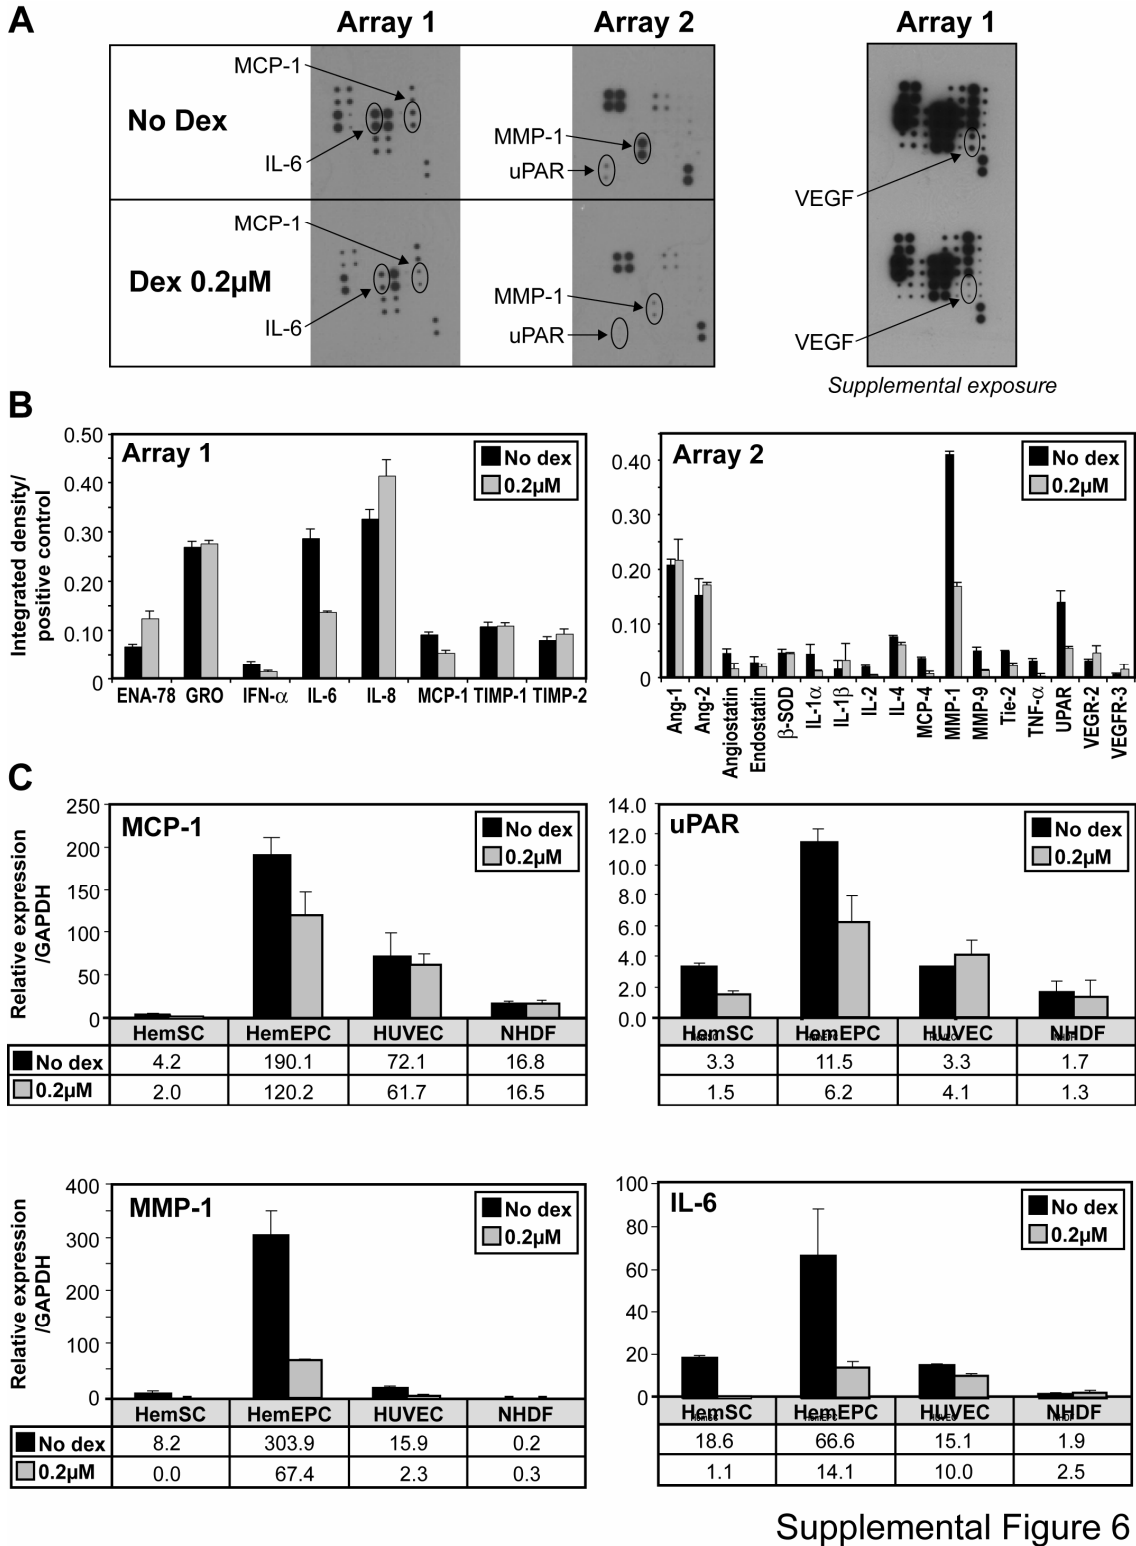 A
Array 1
Array 2
Array 1
No Dex
MCP-1
IL-6
MMP-1
uPAR
VEGF
Dex 0.2µM
MCP-1
IL-6
MMP-1
uPAR
VEGF
Supplemental exposure
B
Integrated density/
positive control
0.50
0.40
0.30
0.20
0.10
0
Array 1
No dex
0.2µM
ENA-78 GRO IFN-α IL-6 IL-8 MCP-1 TIMP-1 TIMP-2
0.40
0.30
0.20
0.10
0
Array 2
No dex
0.2µM
Ang-1
Ang-2
Angiostatin
Endostatin
β-SOD
IL-1α
IL-1β
IL-2
IL-4
MCP-4
MMP-1
MMP-9
Tie-2
TNF-α
UPAR
VEGR-2
VEGFR-3
C
Relative expression
/GAPDH
250
200
150
100
50
0
MCP-1
No dex
0.2µM
HemSC HemEPC HUVEC NHDF
No dex 4.2 190.1 72.1 16.8
0.2µM 2.0 120.2 61.7 16.5
14.0
12.0
10.0
8.0
6.0
4.0
2.0
0.0
uPAR
No dex
0.2µM
HemSC HemEPC HUVEC NHDF
HemSC HemEPC HUVEC NHDF
3.3 11.5 3.3 1.7
1.5 6.2 4.1 1.3
Relative expression
/GAPDH
400
300
200
100
0
MMP-1
No dex
0.2µM
HemSC HemEPC HUVEC NHDF
No dex 8.2 303.9 15.9 0.2
0.2µM 0.0 67.4 2.3 0.3
100
80
60
40
20
0
IL-6
No dex
0.2µM
HemSC HemEPC HUVEC NHDF
HemSC HemEPC HUVEC NHDF
18.6 66.6 15.1 1.9
1.1 14.1 10.0 2.5
Supplemental Figure 6